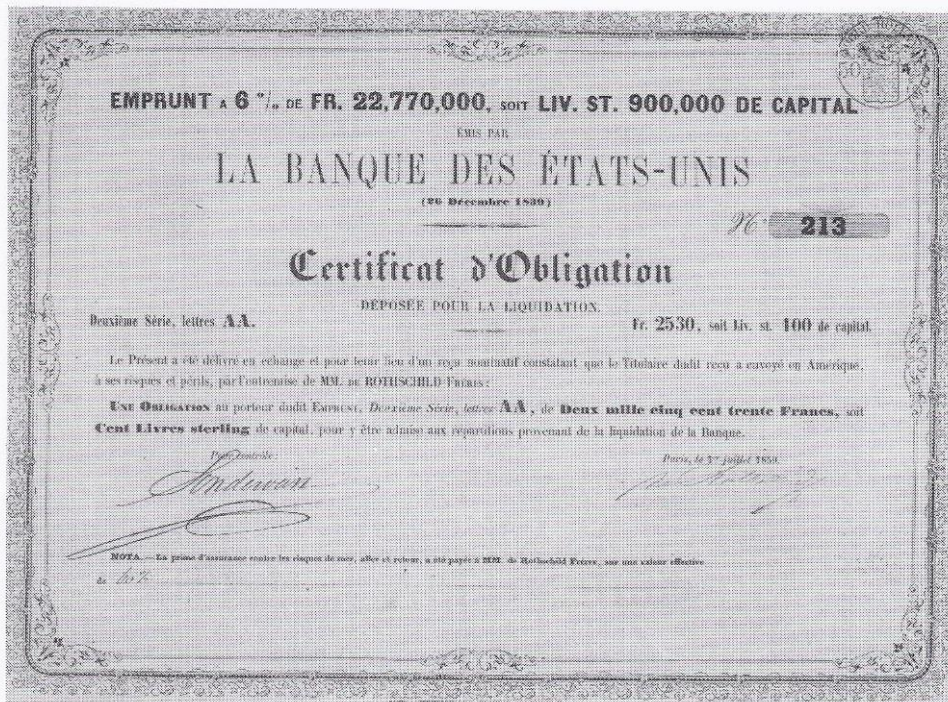 EMPRUNT A 6 % DE FR. 22,770,000, SOIT LIV. ST. 900,000 DE CAPITAL
ÉMIS PAR
LA BANQUE DES ÉTATS-UNIS
(26 Décembre 1839)
No 213
Certificat d'Obligation
DÉPOSÉE POUR LA LIQUIDATION.
Deuxième Série, lettres AA.
Fr. 2530, soit Liv. st. 100 de capital.
Le Présent a été délivré en échange et pour tenir lieu d'un reçu nominatif constatant que le Titulaire dudit reçu a envoyé en Amérique,
à ses risques et périls, par l'entremise de MM. DE ROTHSCHILD FRÈRES :
UNE OBLIGATION au porteur dudit EMPRUNT, Deuxième Série, lettres AA, de Deux mille cinq cent trente Francs, soit
Cent Livres sterling de capital, pour y être admise aux répartitions provenant de la liquidation de la Banque.
Pour contrôle :
Paris, le 1er juillet
NOTA. — La prime d'assurance contre les risques de mer, aller et retour, a été payée à MM. de Rothschild Frères, sur une valeur effective
de 60 %